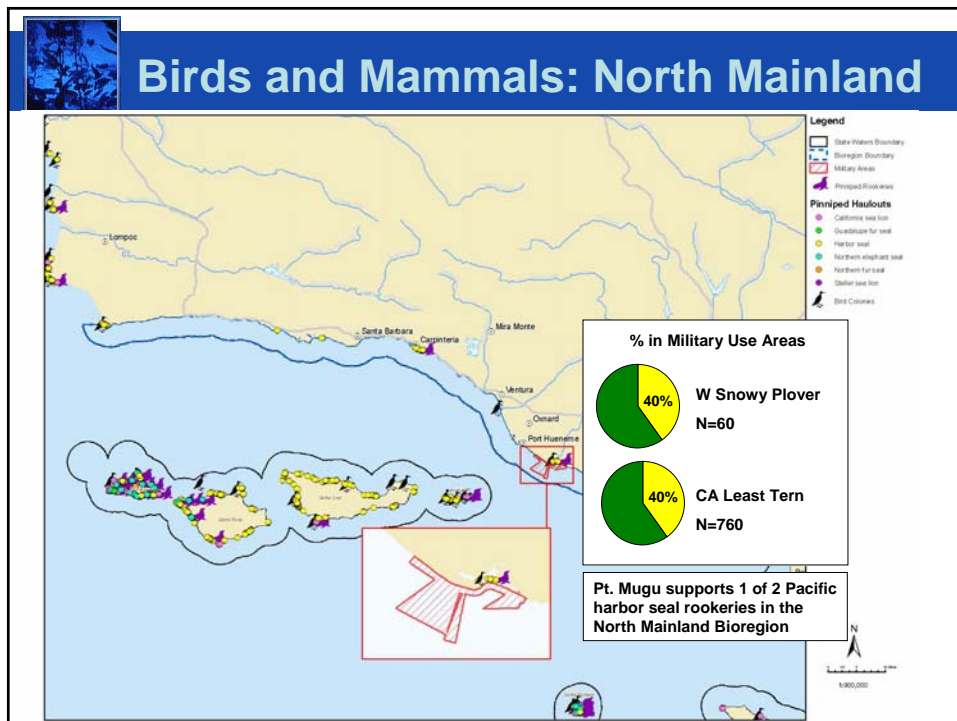 Birds and Mammals: North Mainland
Legend
State Waters Boundary
Bioregion Boundary
Military Areas
Pinniped Rookeries
Pinniped Haulouts
California sea lion
Guadalupe fur seal
Harbor seal
Northern elephant seal
Northern fur seal
Steller sea lion
Bird Colonies
Lompoc
Santa Barbara
Carpinteria
Mira Monte
Ventura
Oxnard
Port Hueneme
% in Military Use Areas
40%
W Snowy Plover
N=60
40%
CA Least Tern
N=760
Pt. Mugu supports 1 of 2 Pacific
harbor seal rookeries in the
North Mainland Bioregion
N
1:900,000